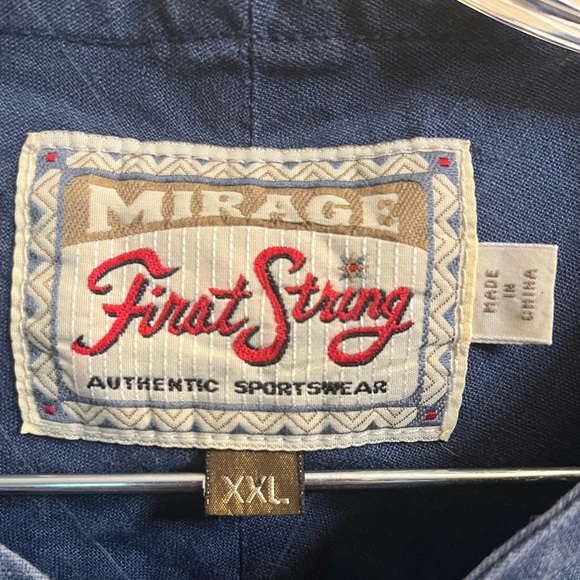 MIRAGE
First String
AUTHENTIC SPORTSWEAR
MADE
IN
CHINA
XXL